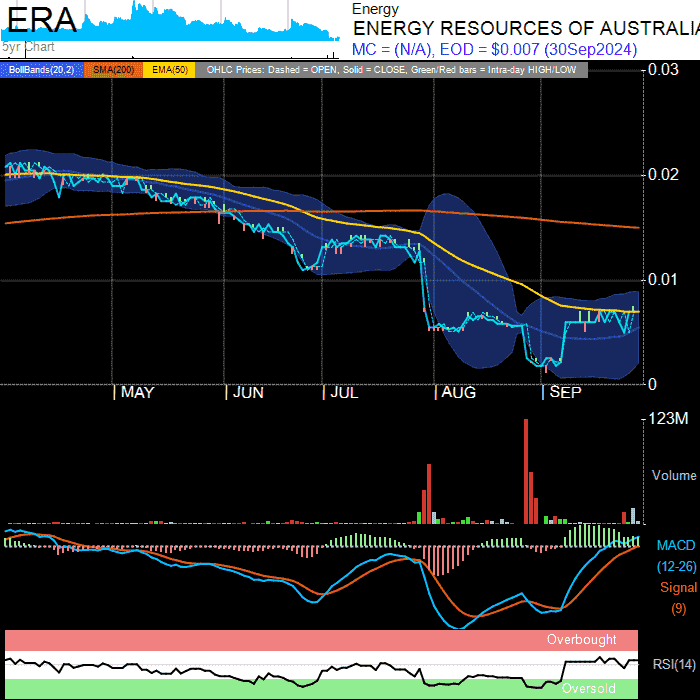 ERA
5yr Chart
Energy
ENERGY RESOURCES OF AUSTRALIA
MC = (N/A), EOD = $0.007 (30Sep2024)
BollBands(20,2) SMA(200) EMA(50) OHLC Prices: Dashed = OPEN, Solid = CLOSE, Green/Red bars = Intra-day HIGH/LOW
0.03
0.02
0.01
0
MAY JUN JUL AUG SEP
123M
Volume
MACD
(12-26)
Signal
(9)
Overbought
RSI(14)
Oversold